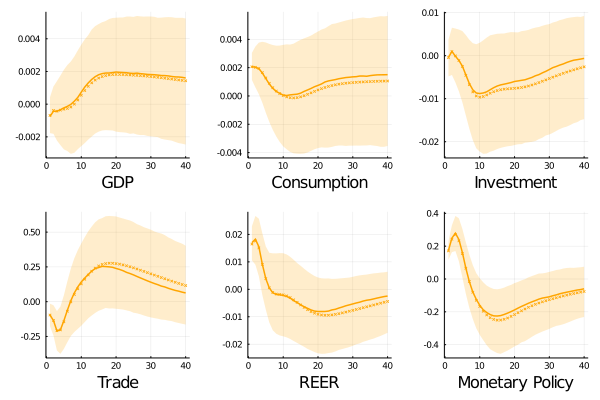 0.004
0.002
0.000
-0.002
0 10 20 30 40
GDP
0.004
0.002
0.000
-0.002
-0.004
0 10 20 30 40
Consumption
0.01
0.00
-0.01
-0.02
0 10 20 30 40
Investment
0.50
0.25
0.00
-0.25
0 10 20 30 40
Trade
0.02
0.01
0.00
-0.01
-0.02
0 10 20 30 40
REER
0.4
0.2
0.0
-0.2
-0.4
0 10 20 30 40
Monetary Policy